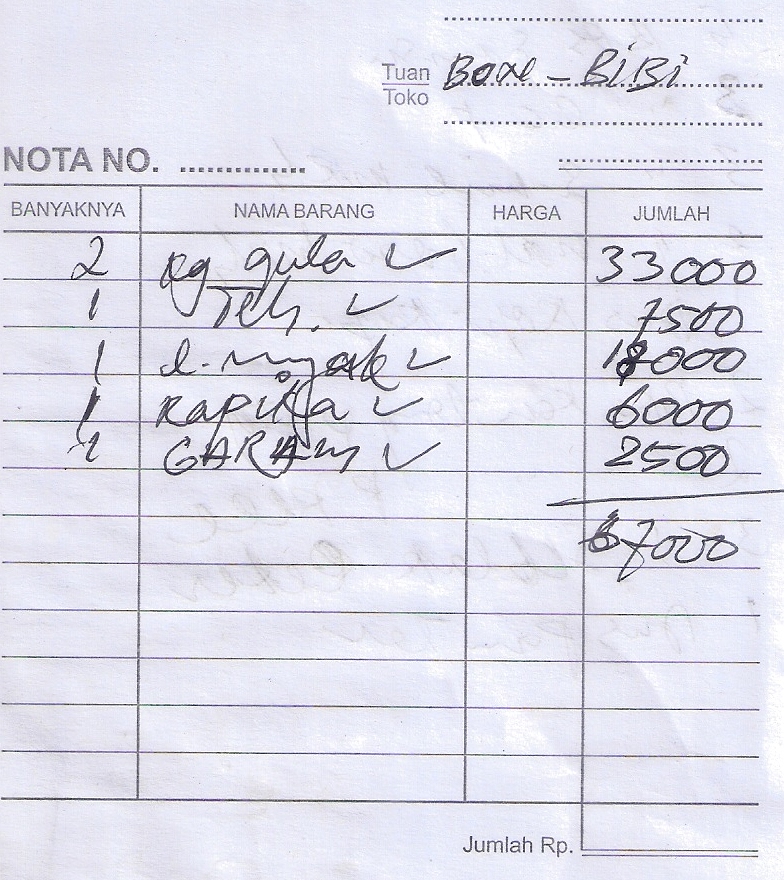 Tuan Boxe - BiBi
Toko
NOTA NO. ...............
BANYAKNYA NAMA BARANG HARGA JUMLAH
2 kg gula ✓ 33000
1 Teh. ✓ 7500
1 l. minyak ✓ 18000
1 kapika ✓ 6000
1 GARAM ✓ 2500
67000
Jumlah Rp.